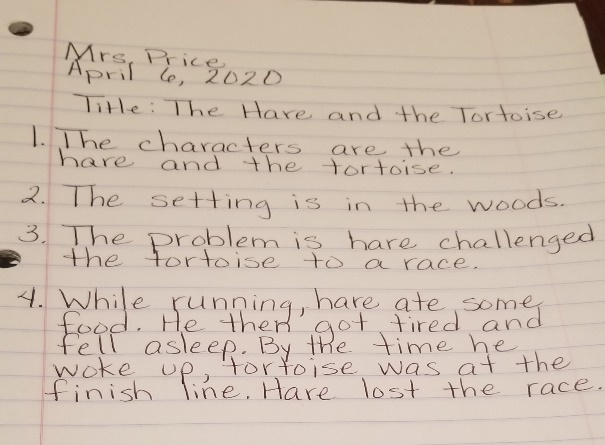 Mrs. Price
April 6, 2020
Title: The Hare and the Tortoise
1. The characters are the
hare and the tortoise.
2. The setting is in the woods.
3. The problem is hare challenged
the tortoise to a race.
4. While running, hare ate some
food. He then got tired and
fell asleep. By the time he
woke up, tortoise was at the
finish line. Hare lost the race.